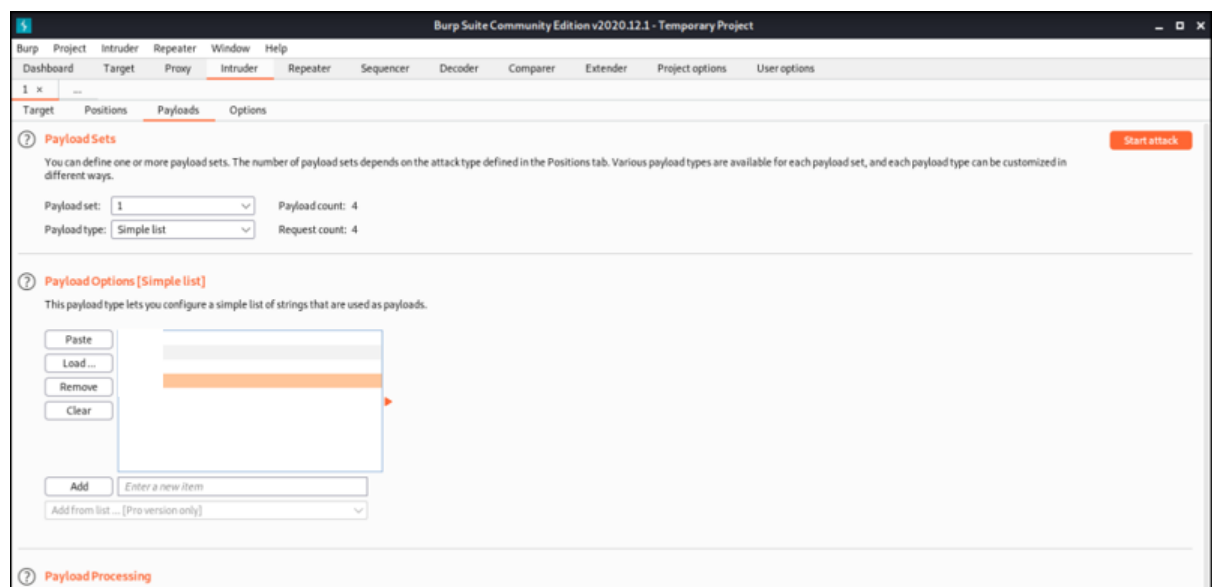 Burp Suite Community Edition v2020.12.1 - Temporary Project
Burp Project Intruder Repeater Window Help
Dashboard Target Proxy Intruder Repeater Sequencer Decoder Comparer Extender Project options User options
1 × ...
Target Positions Payloads Options
? Payload Sets Start attack
You can define one or more payload sets. The number of payload sets depends on the attack type defined in the Positions tab. Various payload types are available for each payload set, and each payload type can be customized in
different ways.
Payload set: 1 Payload count: 4
Payload type: Simple list Request count: 4
? Payload Options [Simple list]
This payload type lets you configure a simple list of strings that are used as payloads.
Paste
Load ...
Remove
Clear
Add Enter a new item
Add from list ... [Pro version only]
? Payload Processing